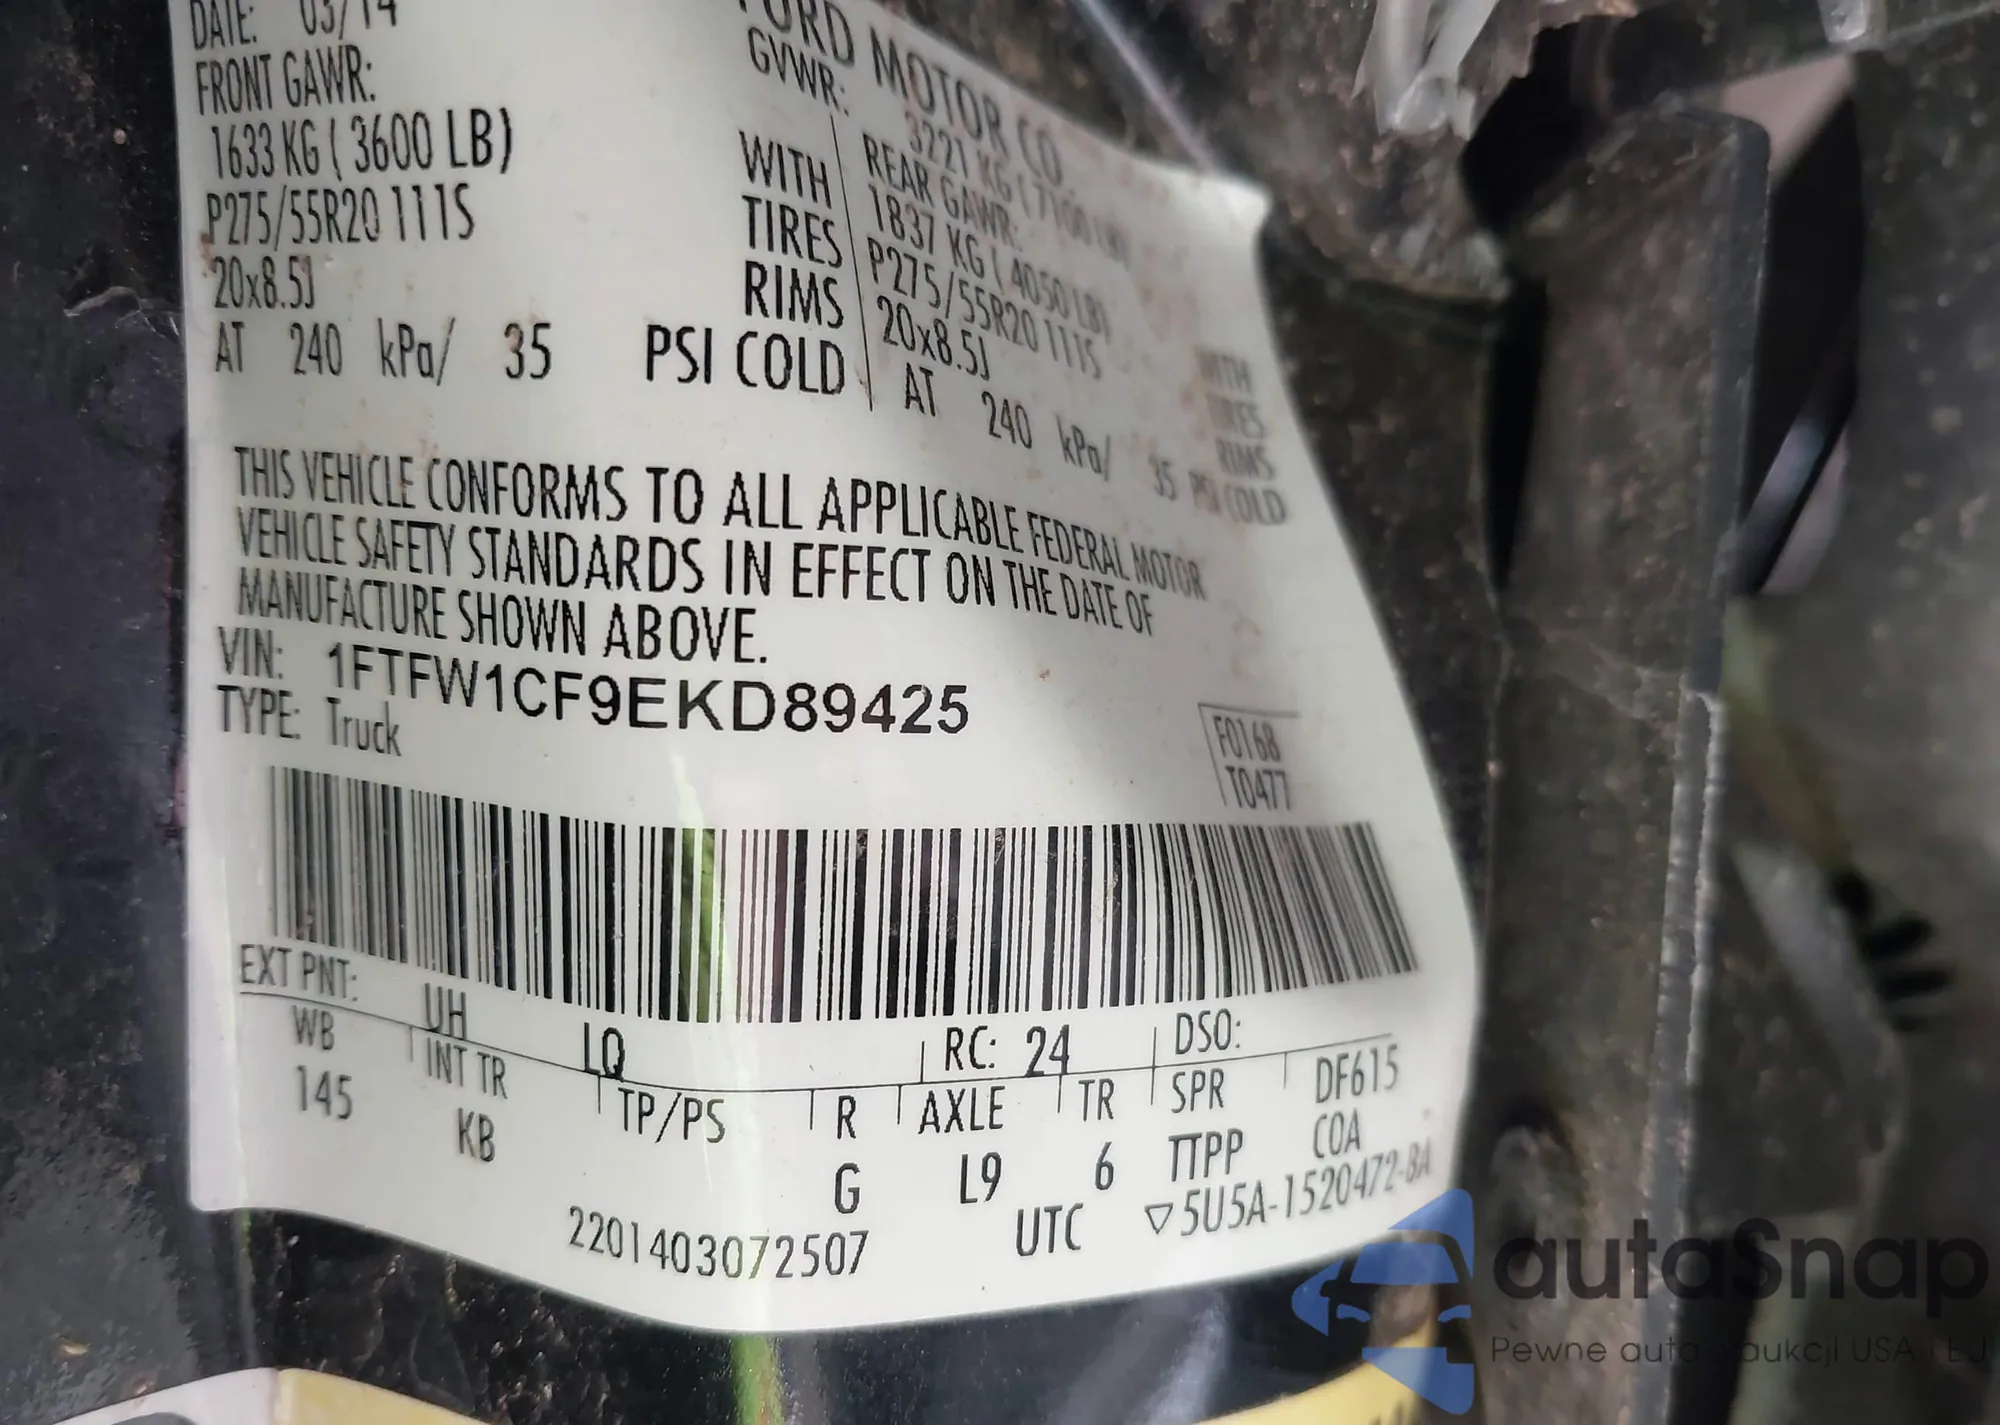 DATE: 03/14
FORD MOTOR CO.
FRONT GAWR:
GVWR: 3221 KG ( 7100 LB)
1633 KG ( 3600 LB)
WITH
REAR GAWR:
P275/55R20 111S
TIRES
1837 KG ( 4050 LB)
WITH
20x8.5J
RIMS
P275/55R20 111S
TIRES
AT 240 kPa/ 35 PSI COLD
20x8.5J
RIMS
AT 240 kPa/ 35 PSI COLD
THIS VEHICLE CONFORMS TO ALL APPLICABLE FEDERAL MOTOR
VEHICLE SAFETY STANDARDS IN EFFECT ON THE DATE OF
MANUFACTURE SHOWN ABOVE.
VIN: 1FTFW1CF9EKD89425
TYPE: Truck
F0168
T0477
EXT PNT: UH LQ RC: 24 DSO:
WB INT TR TP/PS R AXLE TR SPR DF615
145 KB G L9 6 TTPP COA
2201403072507 UTC ▽5U5A-1520472-BA
autaSnap
Pewne auta z aukcji USA i EU